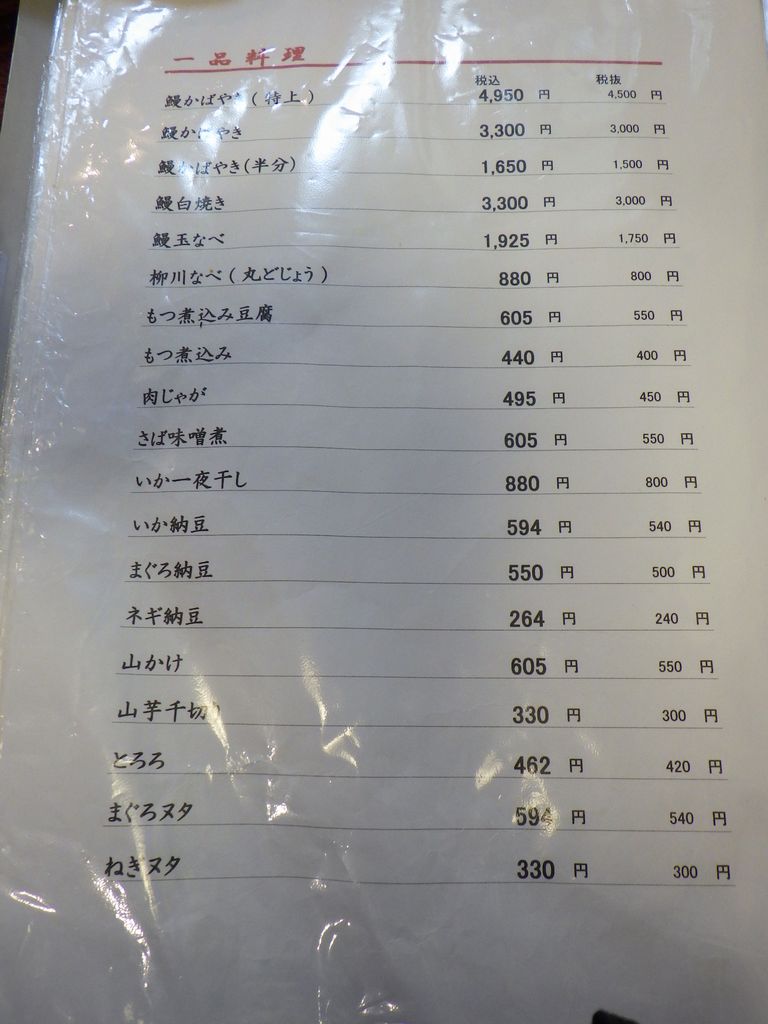 一品料理
税込 税抜
鰻かばやき(特上) 4,950 円 4,500 円
鰻かばやき 3,300 円 3,000 円
鰻かばやき(半分) 1,650 円 1,500 円
鰻白焼き 3,300 円 3,000 円
鰻玉なべ 1,925 円 1,750 円
柳川なべ(丸どじょう) 880 円 800 円
もつ煮込み豆腐 605 円 550 円
もつ煮込み 440 円 400 円
肉じゃが 495 円 450 円
さば味噌煮 605 円 550 円
いか一夜干し 880 円 800 円
いか納豆 594 円 540 円
まぐろ納豆 550 円 500 円
ネギ納豆 264 円 240 円
山かけ 605 円 550 円
山芋千切り 330 円 300 円
とろろ 462 円 420 円
まぐろヌタ 594 円 540 円
ねぎヌタ 330 円 300 円